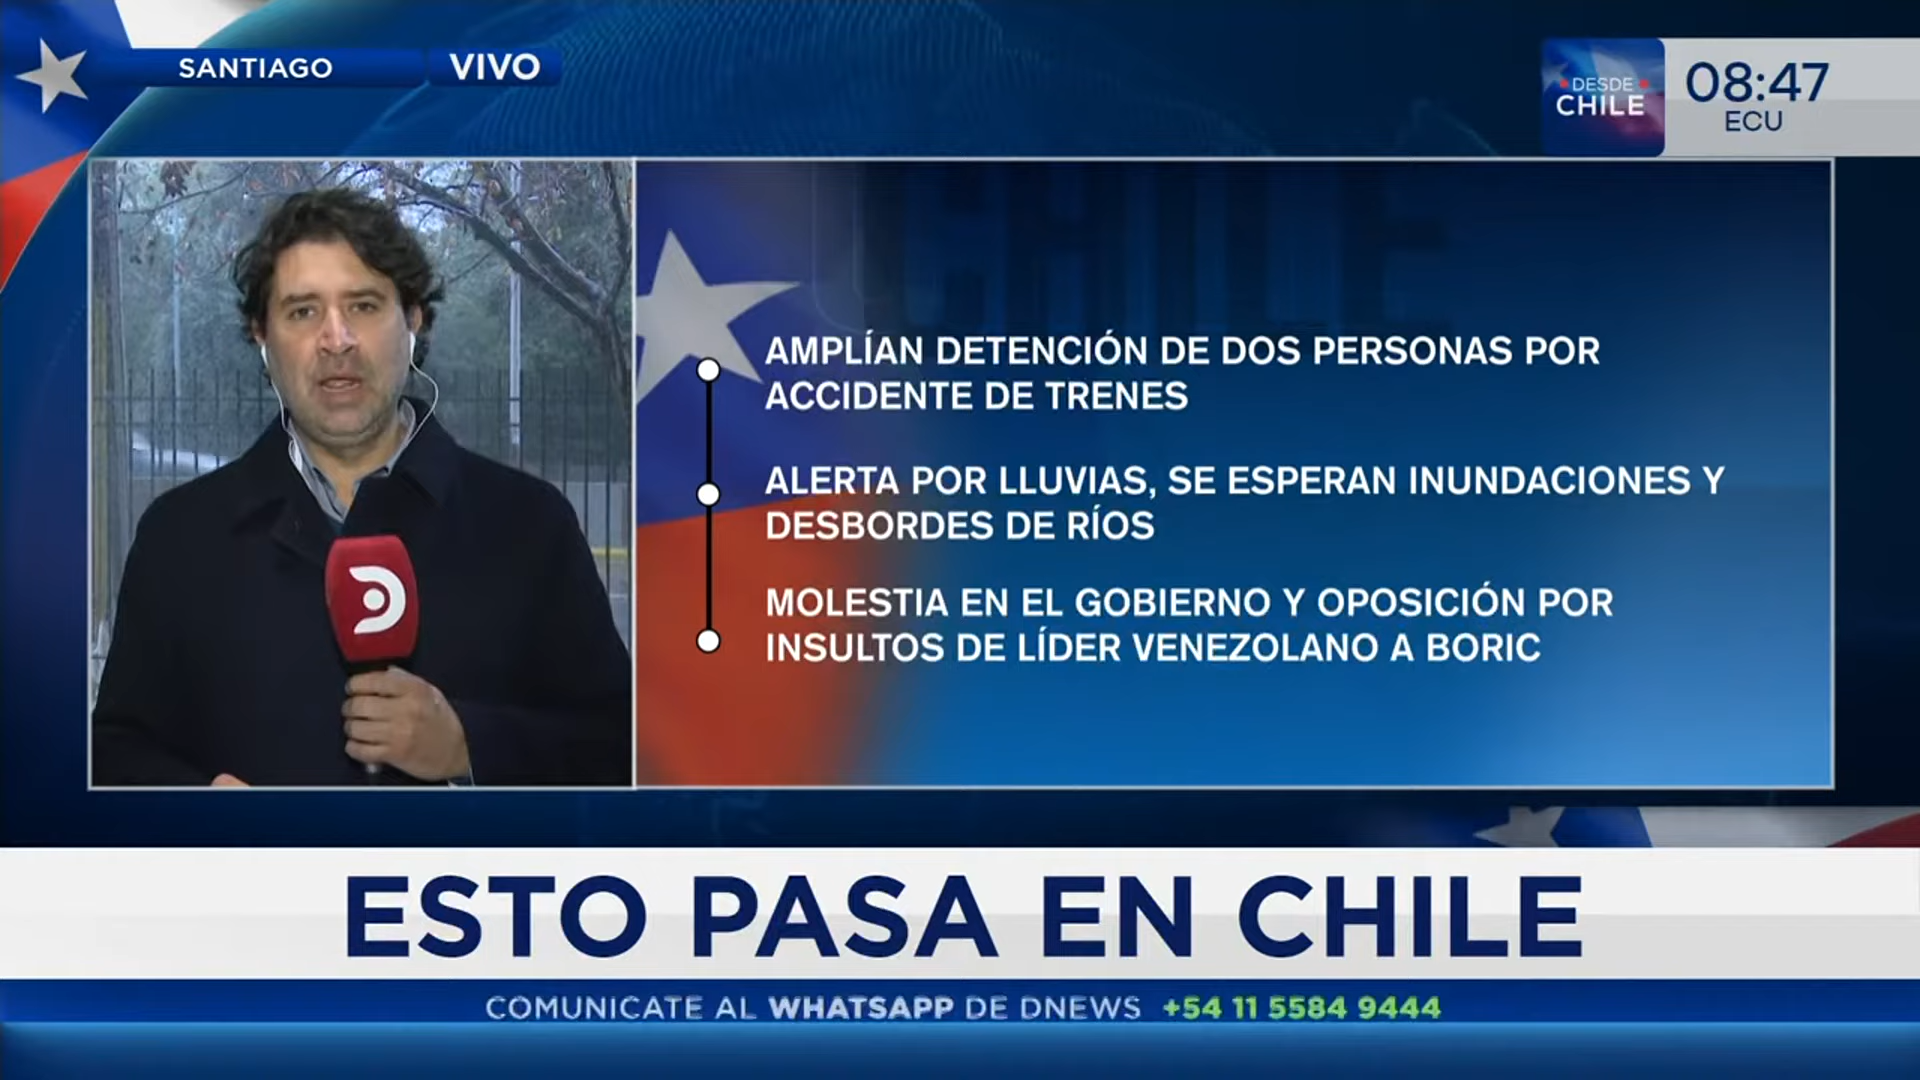 SANTIAGO
VIVO
DESDE
CHILE
08:47
ECU
CHILE
AMPLÍAN DETENCIÓN DE DOS PERSONAS POR
ACCIDENTE DE TRENES
ALERTA POR LLUVIAS, SE ESPERAN INUNDACIONES Y
DESBORDES DE RÍOS
MOLESTIA EN EL GOBIERNO Y OPOSICIÓN POR
INSULTOS DE LÍDER VENEZOLANO A BORIC
ESTO PASA EN CHILE
COMUNICATE AL WHATSAPP DE DNEWS +54 11 5584 9444